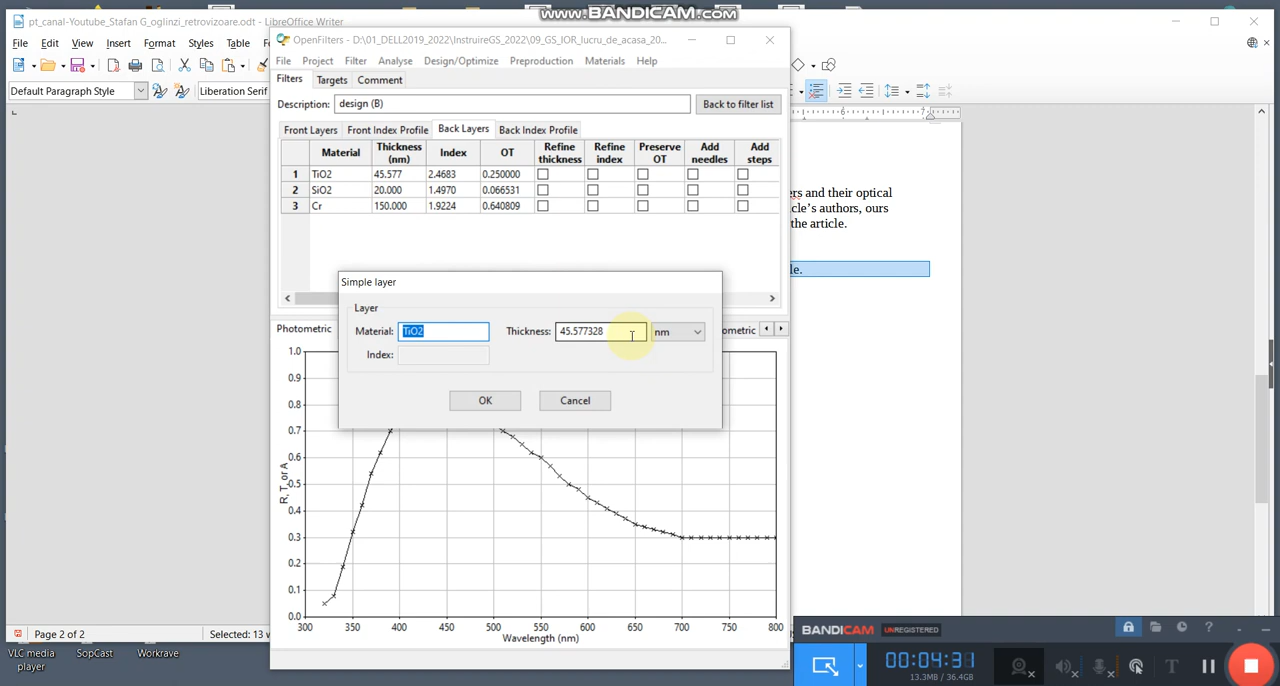 www.BANDICAM.com
pt_canal-Youtube_Stafan G_oglinzi_retrovizoare.odt - LibreOffice Writer
File Edit View Insert Format Styles Table
Default Paragraph Style
Liberation Serif
OpenFilters - D:\01_DELL2019_2022\InstruireGS_2022\09_GS_IOR_lucru_de_acasa_20...
File Project Filter Analyse Design/Optimize Preproduction Materials Help
Filters Targets Comment
Description: design (B) Back to filter list
Front Layers Front Index Profile Back Layers Back Index Profile
Material Thickness (nm) Index OT Refine thickness Refine index Preserve OT Add needles Add steps
1 TiO2 45.577 2.4683 0.250000
2 SiO2 20.000 1.4970 0.066531
3 Cr 150.000 1.9224 0.640809
ers and their optical
cle's authors, ours
the article.
le.
Simple layer
Layer
Material: TiO2 Thickness: 45.577328 nm
Index:
OK Cancel
Photometric
ometric
1.0
0.9
0.8
0.7
0.6
0.5
0.4
0.3
0.2
0.1
0.0
R, T, or A
300 350 400 450 500 550 600 650 700 750 800
Wavelength (nm)
Page 2 of 2 Selected: 13 w
VLC media player
SopCast
Workrave
BANDICAM UNREGISTERED
00:04:31
13.3MB / 36.4GB